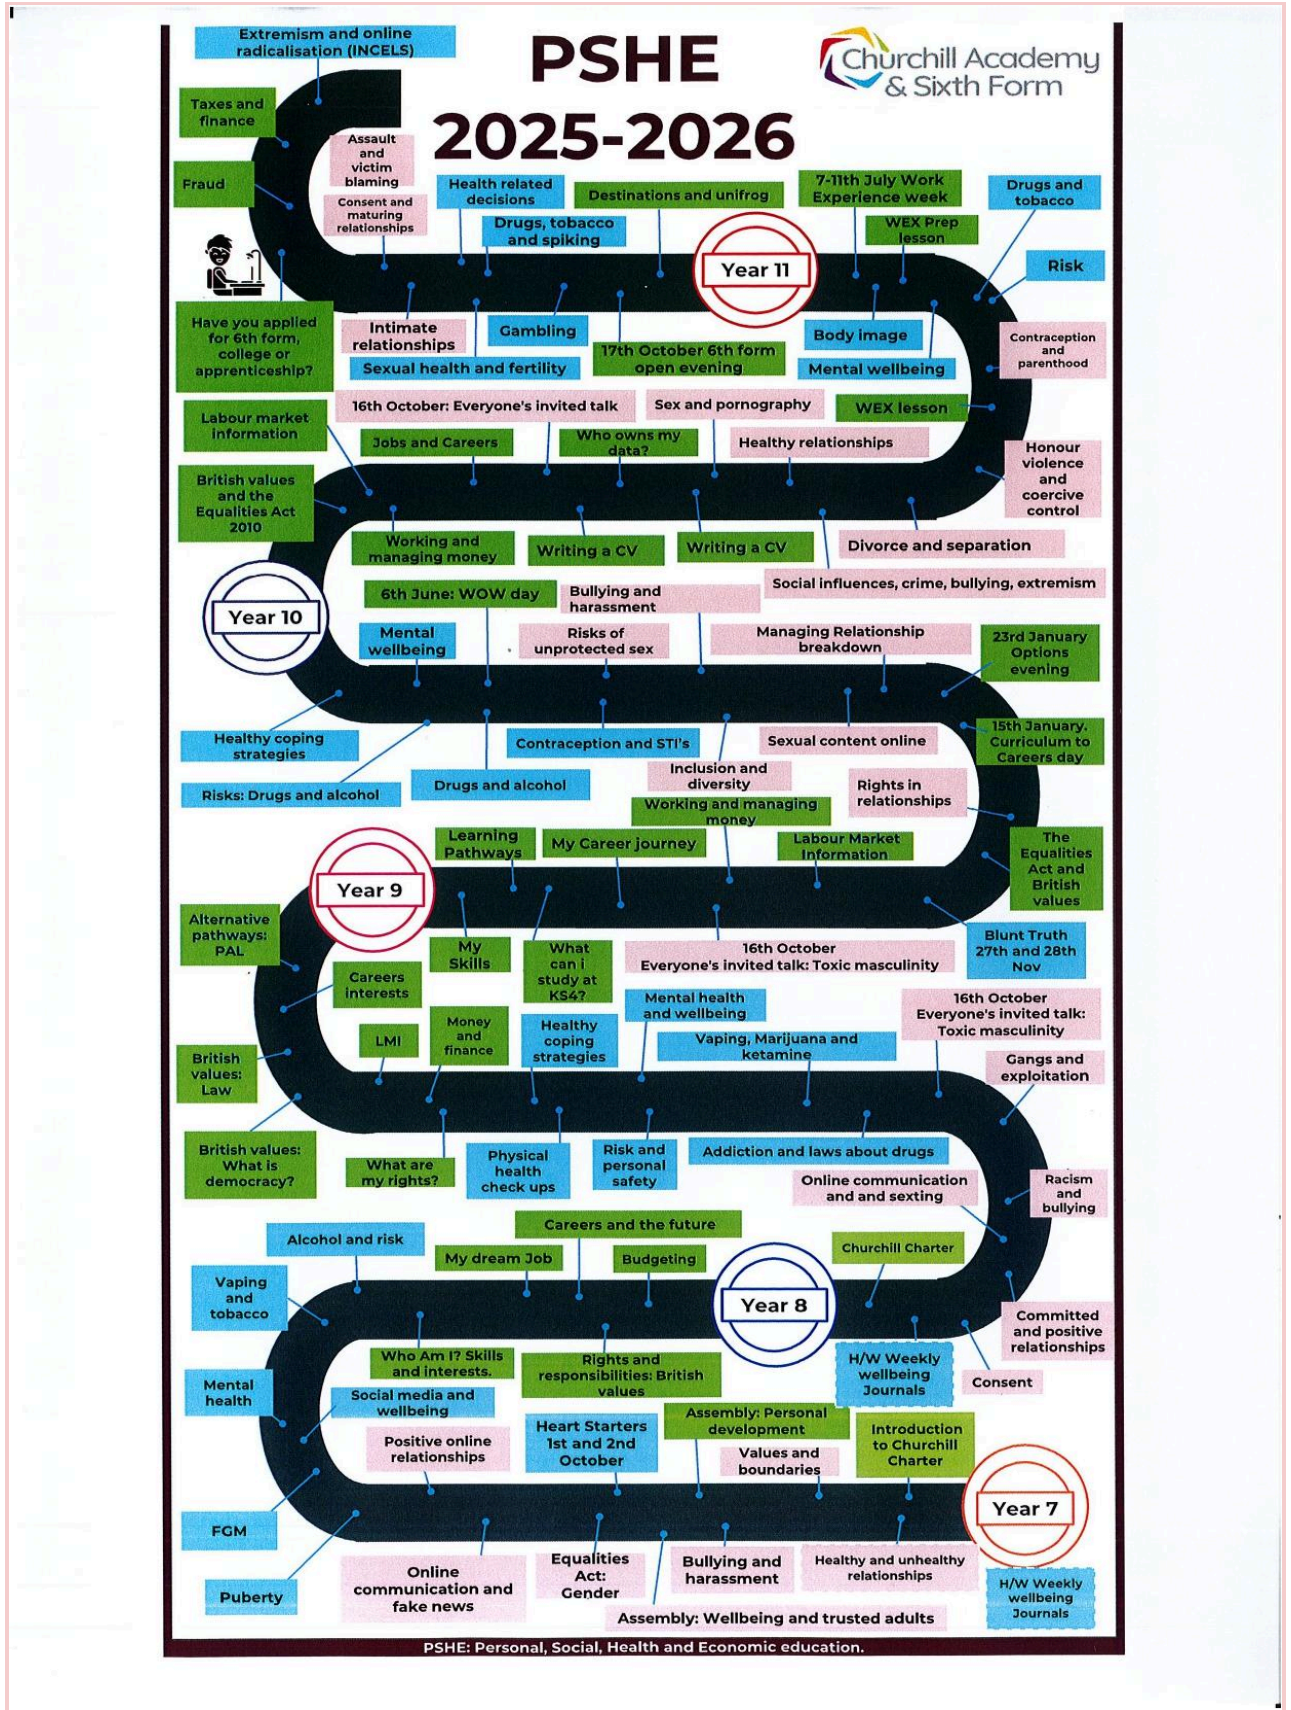 Extremism and online
radicalisation (INCELS)
PSHE
2025-2026
Churchill Academy
& Sixth Form
Taxes and
finance
Assault
and
victim
blaming
Fraud
Consent and
maturing
relationships
Health related
decisions
Drugs, tobacco
and spiking
Destinations and unifrog
7-11th July Work
Experience week
WEX Prep
lesson
Drugs and
tobacco
Year 11
Risk
Have you applied
for 6th form,
college or
apprenticeship?
Intimate
relationships
Sexual health and fertility
Gambling
17th October 6th form
open evening
Body image
Mental wellbeing
Contraception
and
parenthood
Labour market
information
16th October: Everyone's invited talk
Sex and pornography
WEX lesson
Jobs and Careers
Who owns my
data?
Healthy relationships
Honour
violence
and
coercive
control
British values
and the
Equalities Act
2010
Working and
managing money
Writing a CV
Writing a CV
Divorce and separation
Social influences, crime, bullying, extremism
Year 10
6th June: WOW day
Bullying and
harassment
Mental
wellbeing
Risks of
unprotected sex
Managing Relationship
breakdown
23rd January
Options
evening
Healthy coping
strategies
Contraception and STI's
Sexual content online
15th January.
Curriculum to
Careers day
Risks: Drugs and alcohol
Drugs and alcohol
Inclusion and
diversity
Rights in
relationships
Working and managing
money
Learning
Pathways
My Career journey
Labour Market
Information
The
Equalities
Act and
British
values
Year 9
Alternative
pathways:
PAL
My
Skills
What
can i
study at
KS4?
16th October
Everyone's invited talk: Toxic masculinity
Blunt Truth
27th and 28th
Nov
Careers
interests
LMI
Money
and
finance
Healthy
coping
strategies
Mental health
and wellbeing
Vaping, Marijuana and
ketamine
16th October
Everyone's invited talk:
Toxic masculinity
British
values:
Law
Gangs and
exploitation
British values:
What is
democracy?
What are
my rights?
Physical
health
check ups
Risk and
personal
safety
Addiction and laws about drugs
Online communication
and and sexting
Racism
and
bullying
Alcohol and risk
Careers and the future
My dream Job
Budgeting
Churchill Charter
Vaping
and
tobacco
Year 8
Committed
and positive
relationships
Who Am I? Skills
and interests.
Rights and
responsibilities: British
values
H/W Weekly
wellbeing
Journals
Consent
Mental
health
Social media and
wellbeing
Positive online
relationships
Heart Starters
1st and 2nd
October
Assembly: Personal
development
Values and
boundaries
Introduction
to Churchill
Charter
Year 7
FGM
Puberty
Online
communication and
fake news
Equalities
Act:
Gender
Bullying and
harassment
Healthy and unhealthy
relationships
Assembly: Wellbeing and trusted adults
H/W Weekly
wellbeing
Journals
PSHE: Personal, Social, Health and Economic education.